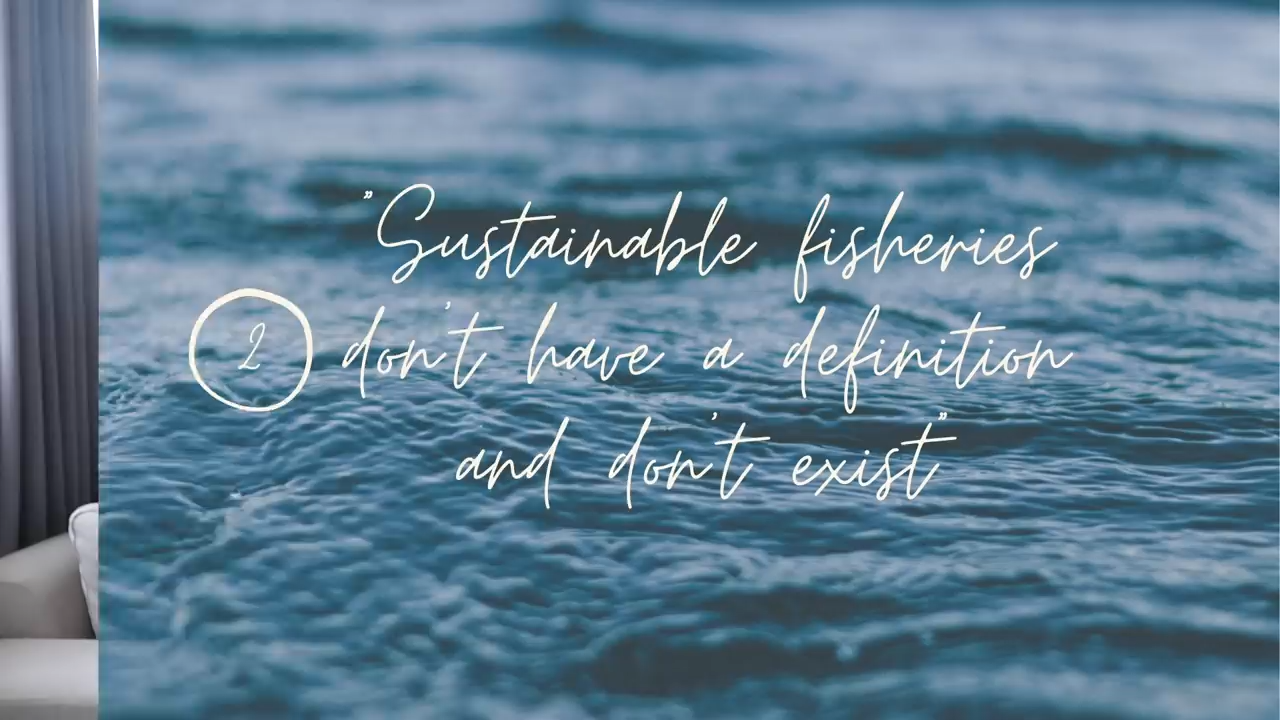 "Sustainable fisheries
2 don't have a definition
and don't exist"